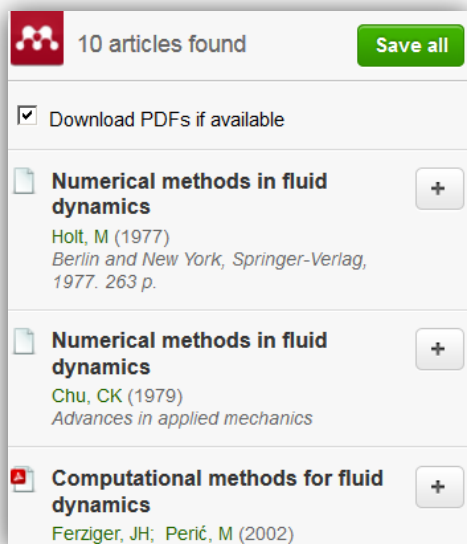 10 articles found
Save all
Download PDFs if available
Numerical methods in fluid
dynamics
Holt, M (1977)
Berlin and New York, Springer-Verlag,
1977. 263 p.
Numerical methods in fluid
dynamics
Chu, CK (1979)
Advances in applied mechanics
Computational methods for fluid
dynamics
Ferziger, JH; Perić, M (2002)